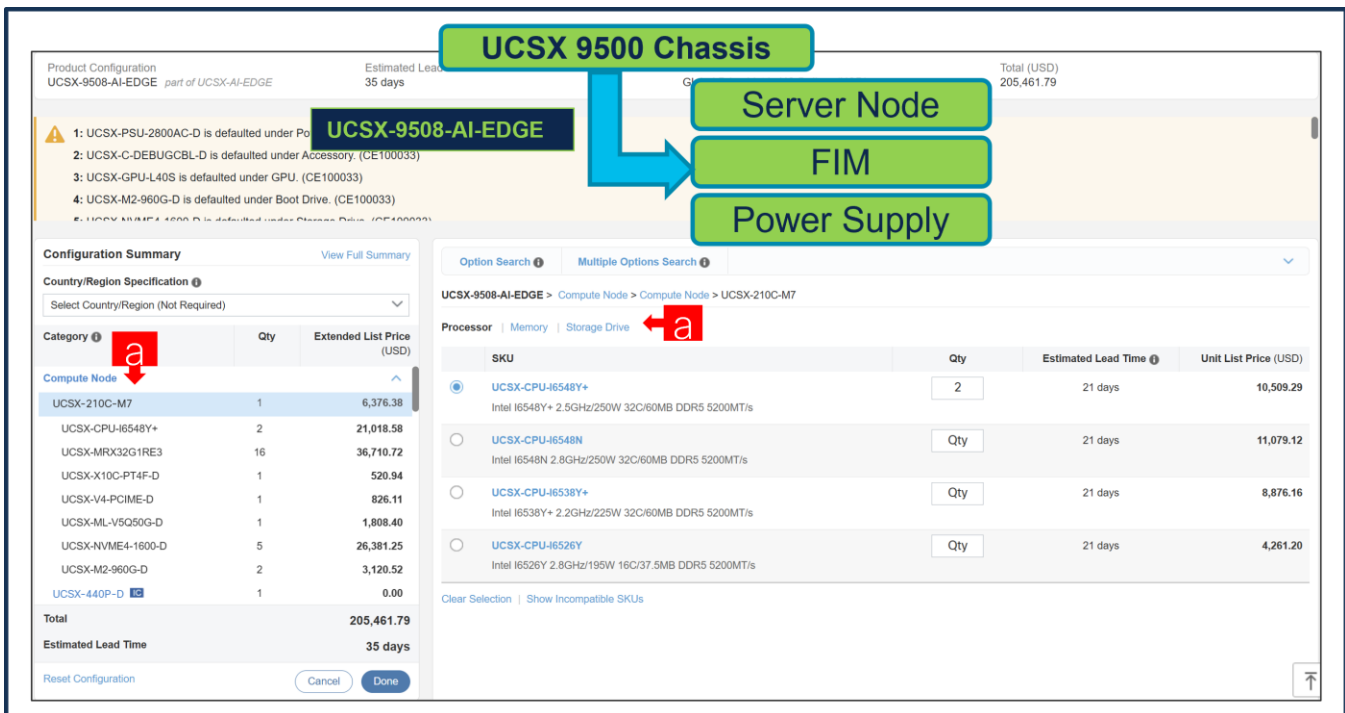 UCSX 9500 Chassis
Server Node
FIM
Power Supply
UCSX-9508-AI-EDGE
Product Configuration
UCSX-9508-AI-EDGE part of UCSX-AI-EDGE
Estimated Lead
35 days
Total (USD)
205,461.79
1: UCSX-PSU-2800AC-D is defaulted under Po
2: UCSX-C-DEBUGCBL-D is defaulted under Accessory. (CE100033)
3: UCSX-GPU-L40S is defaulted under GPU. (CE100033)
4: UCSX-M2-960G-D is defaulted under Boot Drive. (CE100033)
5: UCSX-NVME4-1600-D is defaulted under Storage Drive. (CE100033)
Configuration Summary View Full Summary
Country/Region Specification
Select Country/Region (Not Required)
Category Qty Extended List Price (USD)
a
Compute Node
UCSX-210C-M7 1 6,376.38
UCSX-CPU-I6548Y+ 2 21,018.58
UCSX-MRX32G1RE3 16 36,710.72
UCSX-X10C-PT4F-D 1 520.94
UCSX-V4-PCIME-D 1 826.11
UCSX-ML-V5Q50G-D 1 1,808.40
UCSX-NVME4-1600-D 5 26,381.25
UCSX-M2-960G-D 2 3,120.52
UCSX-440P-D IC 1 0.00
Total 205,461.79
Estimated Lead Time 35 days
Reset Configuration Cancel Done
Option Search Multiple Options Search
UCSX-9508-AI-EDGE > Compute Node > Compute Node > UCSX-210C-M7
Processor | Memory | Storage Drive
a
SKU Qty Estimated Lead Time Unit List Price (USD)
UCSX-CPU-I6548Y+ 2 21 days 10,509.29
Intel I6548Y+ 2.5GHz/250W 32C/60MB DDR5 5200MT/s
UCSX-CPU-I6548N Qty 21 days 11,079.12
Intel I6548N 2.8GHz/250W 32C/60MB DDR5 5200MT/s
UCSX-CPU-I6538Y+ Qty 21 days 8,876.16
Intel I6538Y+ 2.2GHz/225W 32C/60MB DDR5 5200MT/s
UCSX-CPU-I6526Y Qty 21 days 4,261.20
Intel I6526Y 2.8GHz/195W 16C/37.5MB DDR5 5200MT/s
Clear Selection | Show Incompatible SKUs